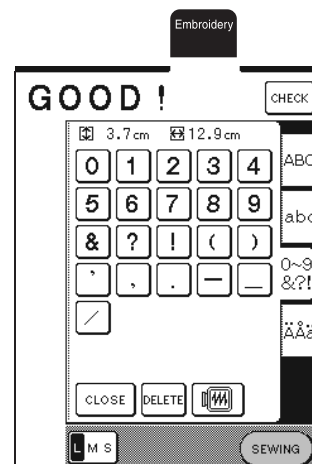 Embroidery
GOOD!
CHECK
3.7cm 12.9cm
0 1 2 3 4
ABC
5 6 7 8 9
abc
& ? ! ( )
0~9
&?!
' , . — _
/
ÄÅä
CLOSE DELETE
L M S
SEWING